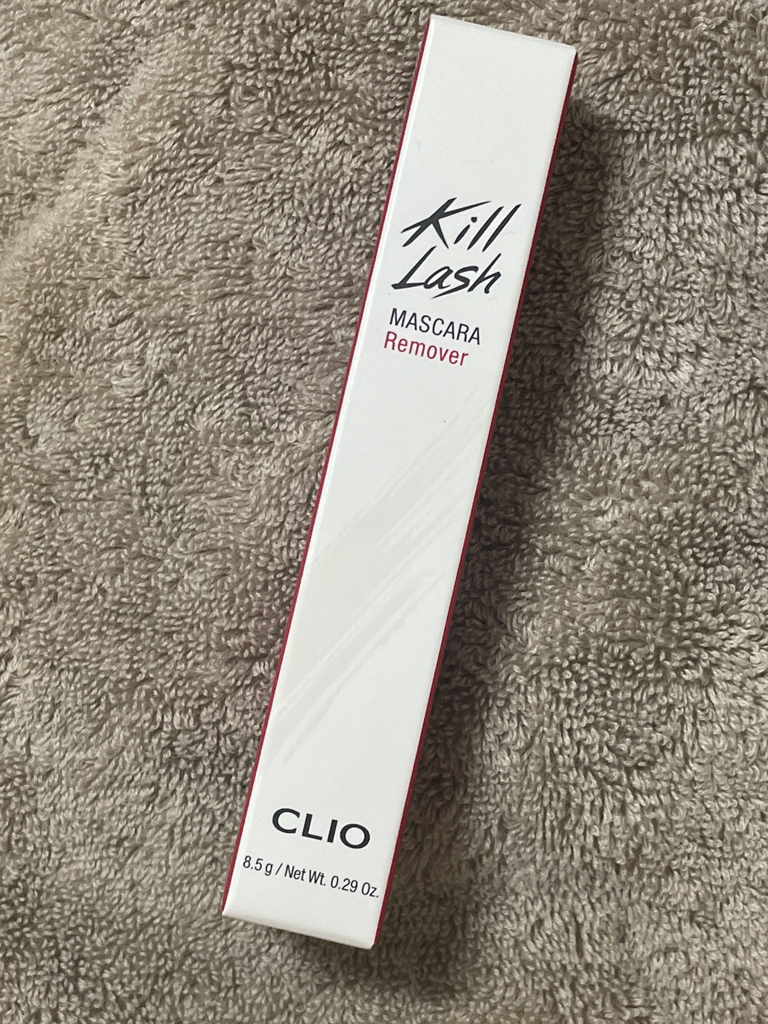 Kill
Lash
MASCARA
Remover
CLIO
8.5 g / Net Wt. 0.29 Oz.